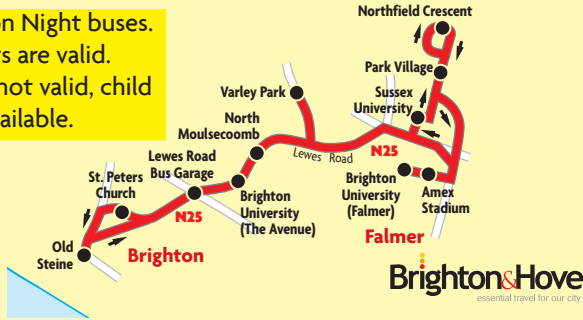 n Night buses.
rs are valid.
not valid, child
ailable.
Northfield Crescent
Park Village
Sussex
University
Varley Park
North
Moulsecoomb
Lewes Road
N25
Lewes Road
Bus Garage
Brighton
University
(Falmer)
Amex
Stadium
St. Peters
Church
Brighton
University
(The Avenue)
N25
Falmer
Old
Steine
Brighton
Brighton&Hove
essential travel for our city